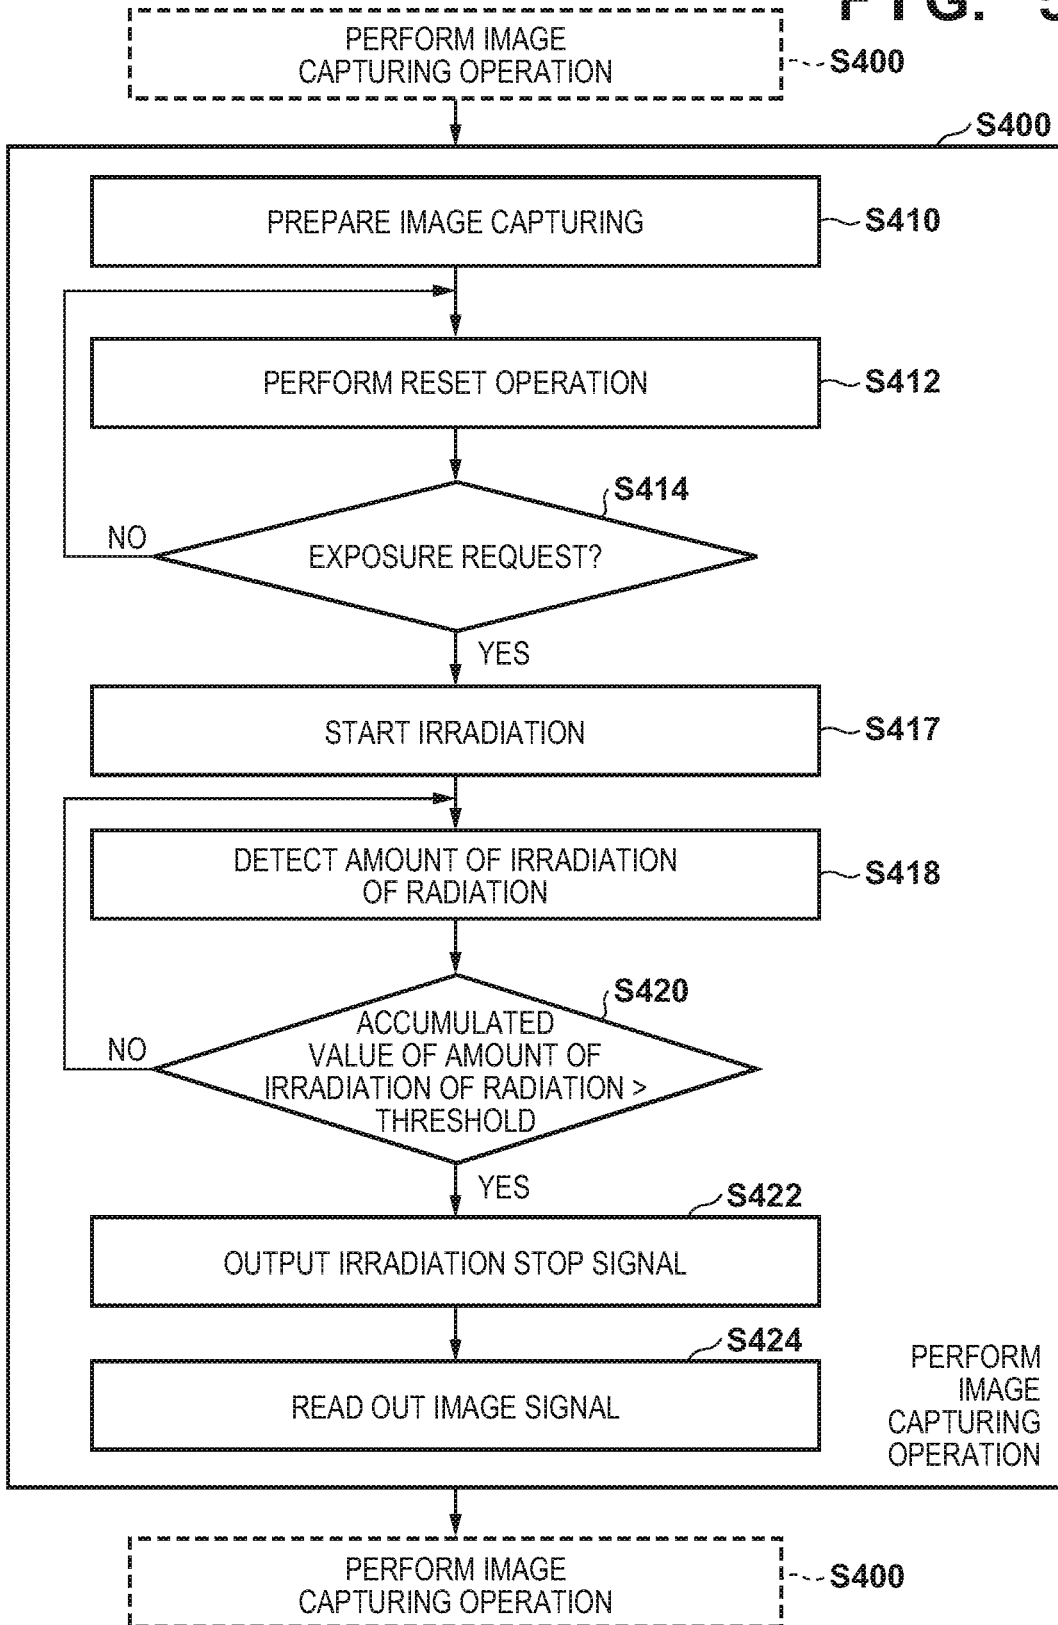 FIG.
PERFORM IMAGE
CAPTURING OPERATION
S400
S400
PREPARE IMAGE CAPTURING
S410
PERFORM RESET OPERATION
S412
S414
NO
EXPOSURE REQUEST?
YES
START IRRADIATION
S417
DETECT AMOUNT OF IRRADIATION
OF RADIATION
S418
S420
NO
ACCUMULATED
VALUE OF AMOUNT OF
IRRADIATION OF RADIATION >
THRESHOLD
YES
S422
OUTPUT IRRADIATION STOP SIGNAL
S424
READ OUT IMAGE SIGNAL
PERFORM
IMAGE
CAPTURING
OPERATION
PERFORM IMAGE
CAPTURING OPERATION
S400